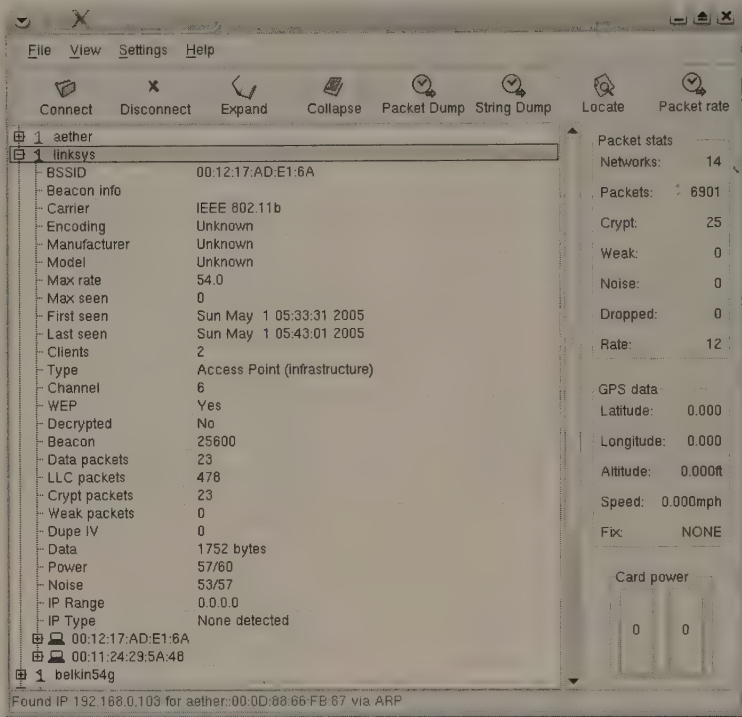 File View Settings Help
Connect Disconnect Expand Collapse Packet Dump String Dump Locate Packet rate
1 aether
1 linksys
BSSID 00:12:17:AD:E1:6A
Beacon info
Carrier IEEE 802.11b
Encoding Unknown
Manufacturer Unknown
Model Unknown
Max rate 54.0
Max seen 0
First seen Sun May 1 05:33:31 2005
Last seen Sun May 1 05:43:01 2005
Clients 2
Type Access Point (infrastructure)
Channel 6
WEP Yes
Decrypted No
Beacon 25600
Data packets 23
LLC packets 478
Crypt packets 23
Weak packets 0
Dupe IV 0
Data 1752 bytes
Power 57/60
Noise 53/57
IP Range 0.0.0.0
IP Type None detected
00:12:17:AD:E1:6A
00:11:24:29:5A:48
1 belkin54g
Packet stats
Networks: 14
Packets: 6901
Crypt: 25
Weak: 0
Noise: 0
Dropped: 0
Rate: 12
GPS data
Latitude: 0.000
Longitude: 0.000
Altitude: 0.000ft
Speed: 0.000mph
Fix: NONE
Card power
0 0
Found IP 192.168.0.103 for aether::00:0D:88:66:FB:67 via ARP